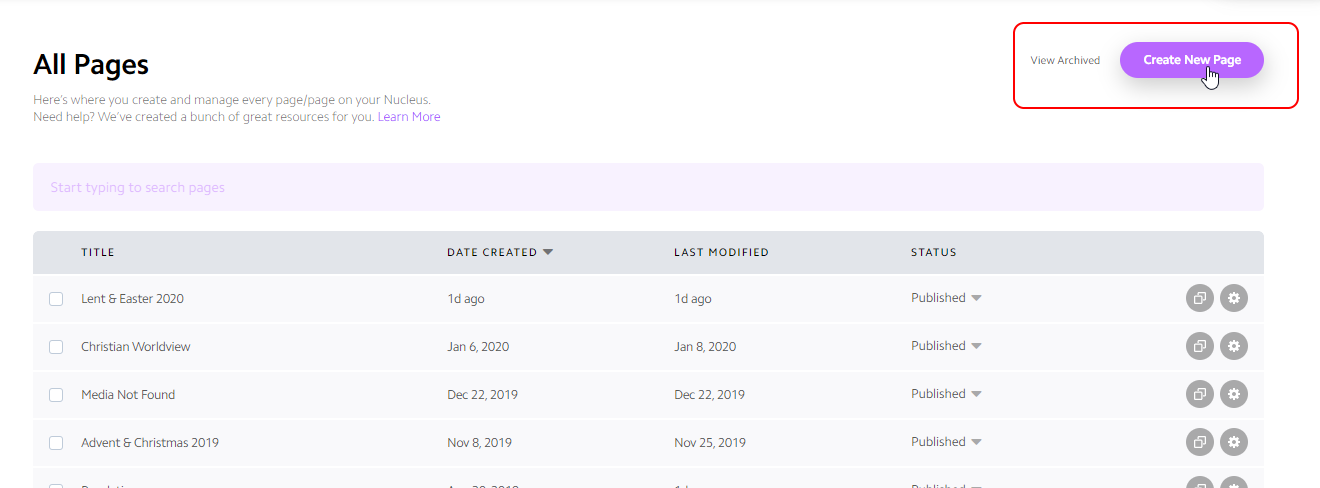 All Pages
View Archived
Create New Page
Here's where you create and manage every page/page on your Nucleus.
Need help? We've created a bunch of great resources for you. Learn More
Start typing to search pages
TITLE DATE CREATED LAST MODIFIED STATUS
Lent & Easter 2020 1d ago 1d ago Published
Christian Worldview Jan 6, 2020 Jan 8, 2020 Published
Media Not Found Dec 22, 2019 Dec 22, 2019 Published
Advent & Christmas 2019 Nov 8, 2019 Nov 25, 2019 Published